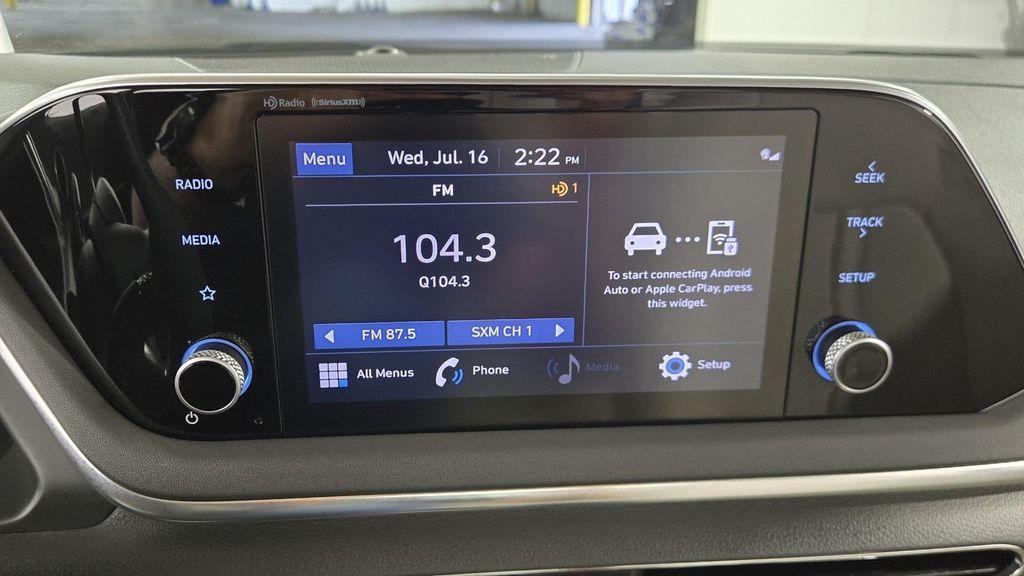 HD Radio ((SiriusXM))
RADIO
MEDIA
Menu
Wed, Jul. 16
2:22 PM
FM
HD 1
104.3
Q104.3
FM 87.5
SXM CH 1
To start connecting Android
Auto or Apple CarPlay, press
this widget.
All Menus
Phone
Media
Setup
SEEK
TRACK
SETUP